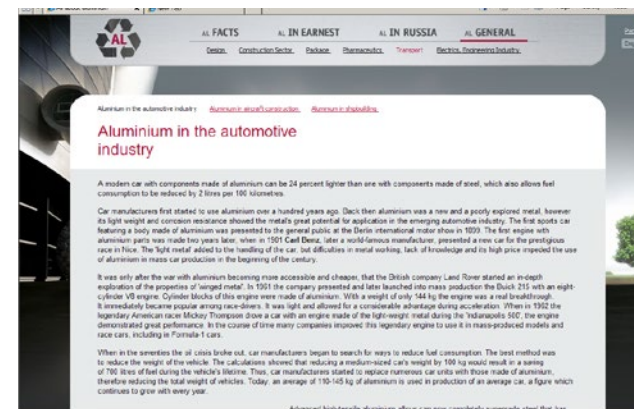 AL FACTS AL IN EARNEST AL IN RUSSIA AL GENERAL
AL
Design Construction Sector Package Pharmaceutics Transport Electrics, Engineering Industry
Aluminium in the automotive industry Aluminium in aircraft construction Aluminium in shipbuilding
Aluminium in the automotive
industry
A modern car with components made of aluminium can be 24 percent lighter than one with components made of steel, which also allows fuel
consumption to be reduced by 2 litres per 100 kilometres.
Car manufacturers first started to use aluminium over a hundred years ago. Back then aluminium was a new and a poorly explored metal, however
its light weight and corrosion resistance showed the metal's great potential for application in the emerging automotive industry. The first sports car
featuring a body made of aluminium was presented to the general public at the Berlin international motor show in 1899. The first engine with
aluminium parts was made two years later, when in 1901 Carl Benz, later a world-famous manufacturer, presented a new car for the prestigious
race in Nice. The 'light metal' added to the handling of the car, but difficulties in metal working, lack of knowledge and its high price impeded the use
of aluminium in mass car production in the beginning of the century.
It was only after the war with aluminium becoming more accessible and cheaper, that the British company Land Rover started an in-depth
exploration of the properties of 'winged metal'. In 1961 the company presented and later launched into mass production the Buick 215 with an eight-
cylinder V8 engine. Cylinder blocks of this engine were made of aluminium. With a weight of only 144 kg the engine was a real breakthrough.
It immediately became popular among race-drivers. It was light and allowed for a considerable advantage during acceleration. When in 1962 the
legendary American racer Mickey Thompson drove a car with an engine made of the light-weight metal during the 'Indianapolis 500', the engine
demonstrated great performance. In the course of time many companies improved this legendary engine to use it in mass-produced models and
race cars, including in Formula-1 cars.
When in the seventies the oil crisis broke out, car manufacturers began to search for ways to reduce fuel consumption. The best method was
to reduce the weight of the vehicle. The calculations showed that reducing a medium-sized car's weight by 100 kg would result in a saving
of 700 litres of fuel during the vehicle's lifetime. Thus, car manufacturers started to replace numerous car units with those made of aluminium,
therefore reducing the total weight of vehicles. Today, an average of 110-145 kg of aluminium is used in production of an average car, a figure which
continues to grow with every year.
Advanced high-tensile aluminium alloys can now completely supersede steel that has